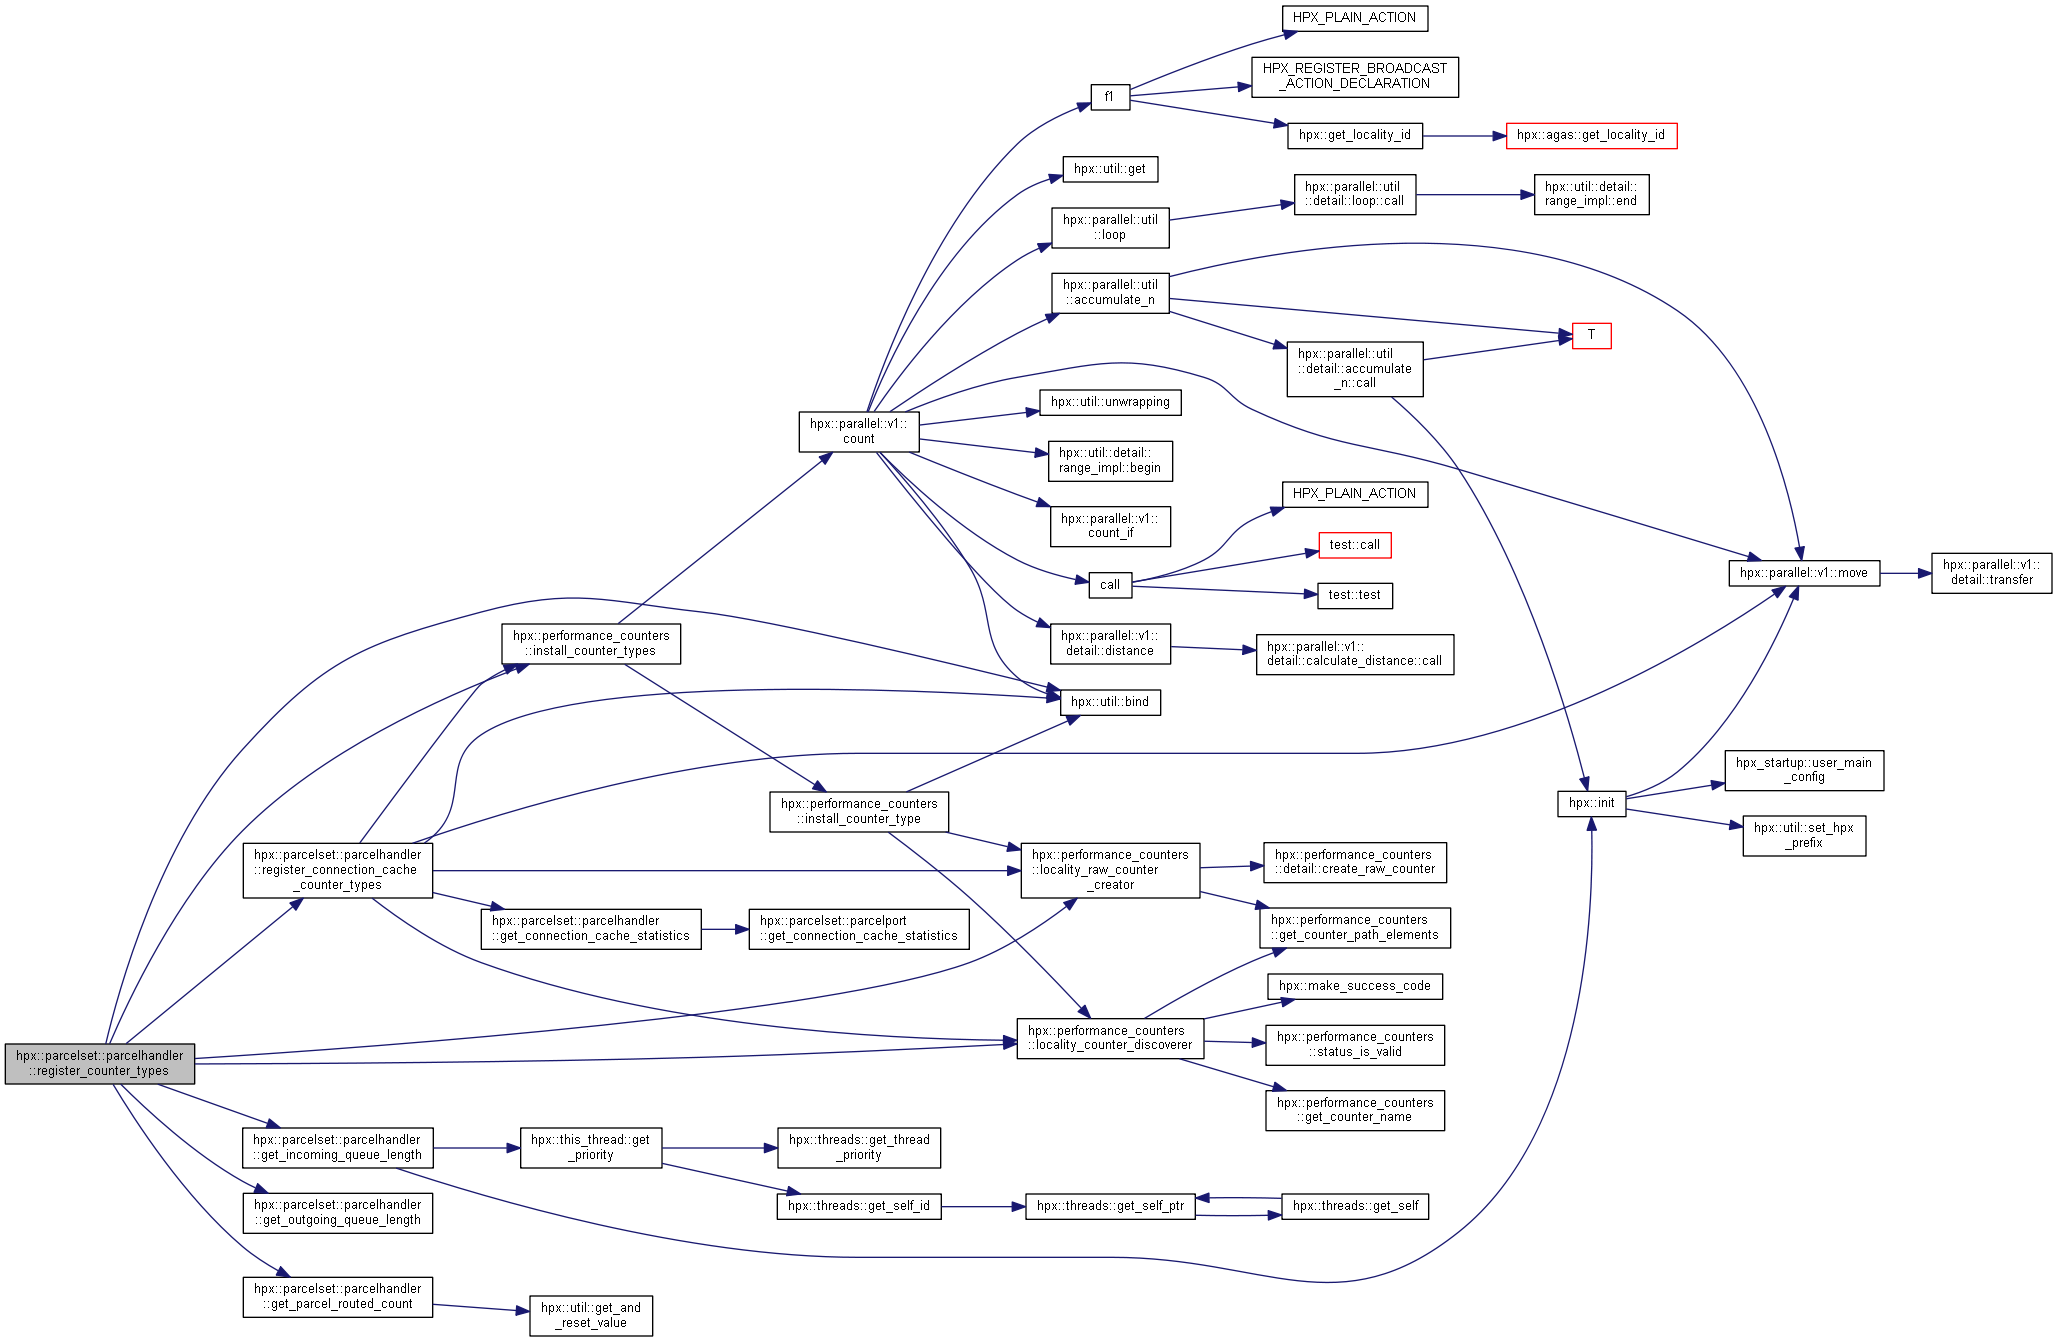 HPX_PLAIN_ACTION
HPX_REGISTER_BROADCAST
_ACTION_DECLARATION
f1
hpx::get_locality_id
hpx::agas::get_locality_id
hpx::util::get
hpx::parallel::util
::detail::loop::call
hpx::util::detail::
range_impl::end
hpx::parallel::util
::loop
hpx::parallel::util
::accumulate_n
T
hpx::parallel::util
::detail::accumulate
_n::call
hpx::util::unwrapping
hpx::parallel::v1::
count
hpx::util::detail::
range_impl::begin
HPX_PLAIN_ACTION
hpx::parallel::v1::
count_if
test::call
hpx::parallel::v1::move
hpx::parallel::v1::
detail::transfer
call
test::test
hpx::performance_counters
::install_counter_types
hpx::parallel::v1::
detail::distance
hpx::parallel::v1::
detail::calculate_distance::call
hpx::util::bind
hpx_startup::user_main
_config
hpx::performance_counters
::install_counter_type
hpx::init
hpx::util::set_hpx
_prefix
hpx::parcelset::parcelhandler
::register_connection_cache
_counter_types
hpx::performance_counters
::locality_raw_counter
_creator
hpx::performance_counters
::detail::create_raw_counter
hpx::parcelset::parcelhandler
::get_connection_cache_statistics
hpx::parcelset::parcelport
::get_connection_cache_statistics
hpx::performance_counters
::get_counter_path_elements
hpx::make_success_code
hpx::performance_counters
::locality_counter_discoverer
hpx::performance_counters
::status_is_valid
hpx::parcelset::parcelhandler
::register_counter_types
hpx::performance_counters
::get_counter_name
hpx::parcelset::parcelhandler
::get_incoming_queue_length
hpx::this_thread::get
_priority
hpx::threads::get_thread
_priority
hpx::parcelset::parcelhandler
::get_outgoing_queue_length
hpx::threads::get_self_id
hpx::threads::get_self_ptr
hpx::threads::get_self
hpx::parcelset::parcelhandler
::get_parcel_routed_count
hpx::util::get_and
_reset_value